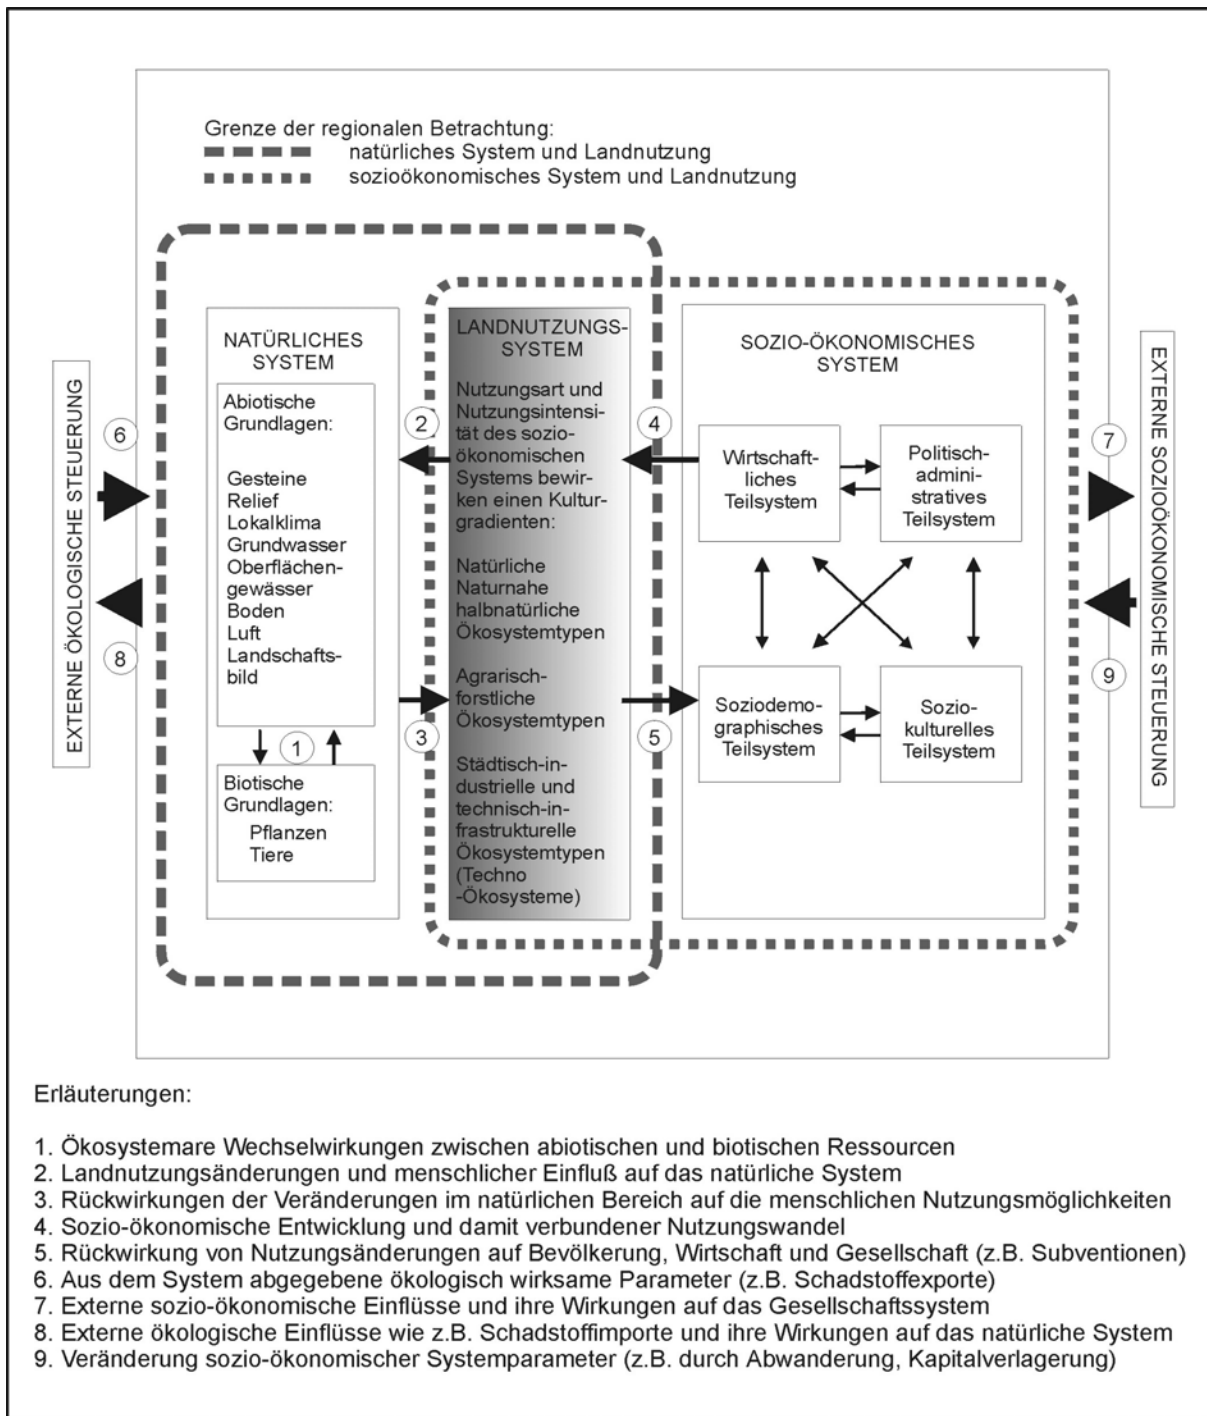 Grenze der regionalen Betrachtung:
natürliches System und Landnutzung
sozioökonomisches System und Landnutzung
EXTERNE ÖKOLOGISCHE STEUERUNG
6
8
NATÜRLICHES
SYSTEM
Abiotische
Grundlagen:
Gesteine
Relief
Lokalklima
Grundwasser
Oberflächen-
gewässer
Boden
Luft
Landschafts-
bild
1
Biotische
Grundlagen:
Pflanzen
Tiere
2
3
LANDNUTZUNGS-
SYSTEM
Nutzungsart und
Nutzungsintensi-
tät des sozio-
ökonomischen
Systems bewir-
ken einen Kultur-
gradienten:
Natürliche
Naturnahe
halbnatürliche
Ökosystemtypen
Agrarisch-
forstliche
Ökosystemtypen
Städtisch-in-
dustrielle und
technisch-in-
frastrukturelle
Ökosystemtypen
(Techno
-Ökosysteme)
4
5
SOZIO-ÖKONOMISCHES
SYSTEM
Wirtschaft-
liches
Teilsystem
Politisch-
admini-
stratives
Teilsystem
Soziodemo-
graphisches
Teilsystem
Sozio-
kulturelles
Teilsystem
7
9
EXTERNE SOZIOÖKONOMISCHE STEUERUNG
Erläuterungen:
1. Ökosystemare Wechselwirkungen zwischen abiotischen und biotischen Ressourcen
2. Landnutzungsänderungen und menschlicher Einfluß auf das natürliche System
3. Rückwirkungen der Veränderungen im natürlichen Bereich auf die menschlichen Nutzungsmöglichkeiten
4. Sozio-ökonomische Entwicklung und damit verbundener Nutzungswandel
5. Rückwirkung von Nutzungsänderungen auf Bevölkerung, Wirtschaft und Gesellschaft (z.B. Subventionen)
6. Aus dem System abgegebene ökologisch wirksame Parameter (z.B. Schadstoffexporte)
7. Externe sozio-ökonomische Einflüsse und ihre Wirkungen auf das Gesellschaftssystem
8. Externe ökologische Einflüsse wie z.B. Schadstoffimporte und ihre Wirkungen auf das natürliche System
9. Veränderung sozio-ökonomischer Systemparameter (z.B. durch Abwanderung, Kapitalverlagerung)